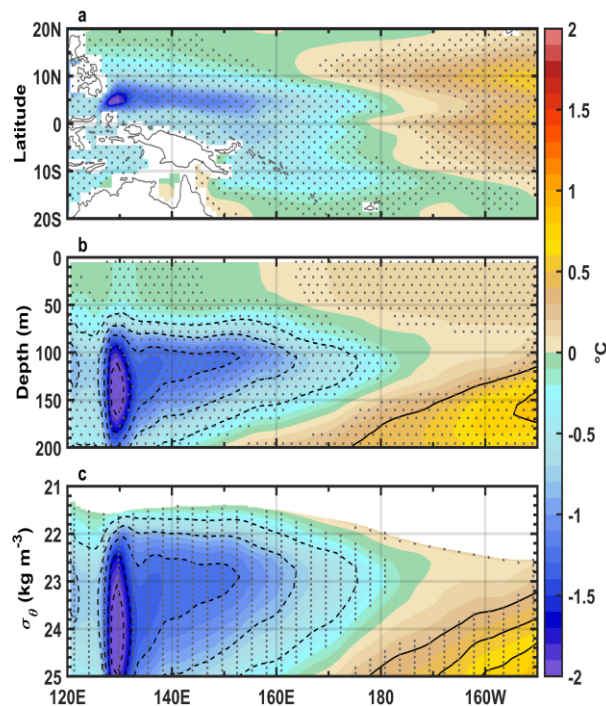 a
20N
10N
0
10S
20S
Latitude
b
0
50
100
150
200
Depth (m)
c
21
22
23
24
25
σθ (kg m-3)
120E 140E 160E 180 160W
2
1.5
1
0.5
0
-0.5
-1
-1.5
-2
°C